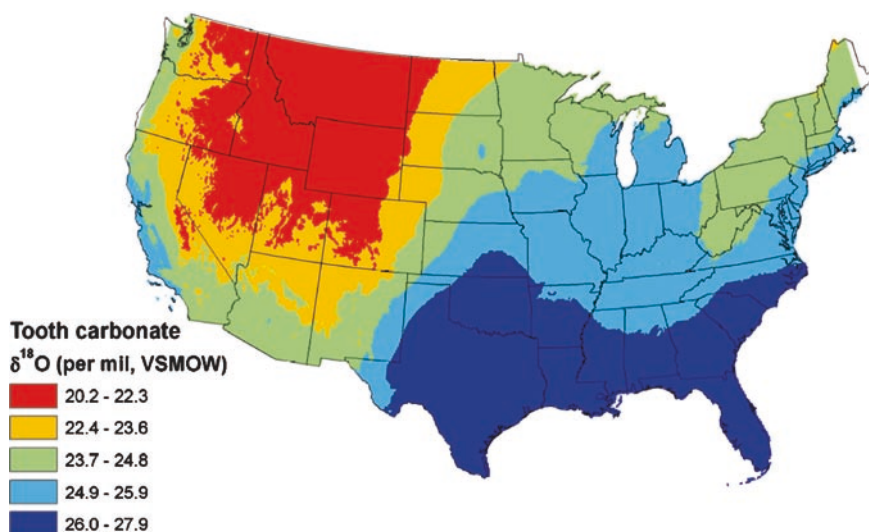 Tooth carbonate
δ¹⁸O (per mil, VSMOW)
20.2 - 22.3
22.4 - 23.6
23.7 - 24.8
24.9 - 25.9
26.0 - 27.9